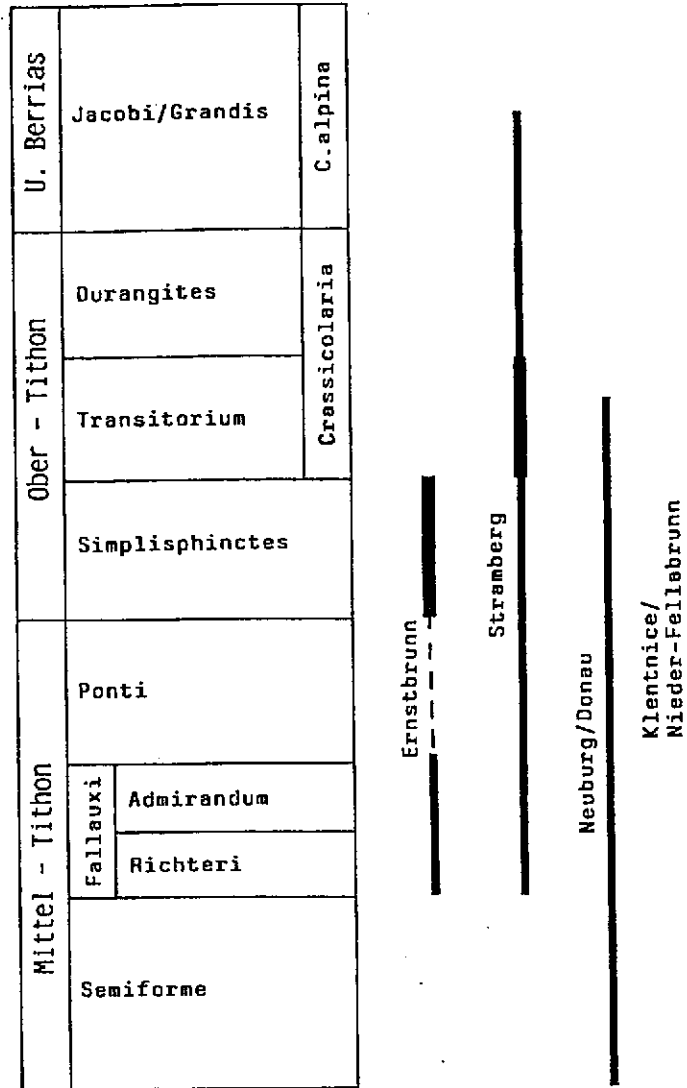 U. Berrias
Jacobi/Grandis
C.alpina
Ober - Tithon
Durangites
Crassicolaria
Transitorium
Simplisphinctes
Mittel - Tithon
Ponti
Fallauxi
Admirandum
Richteri
Semiforme
Ernstbrunn
Stramberg
Neuburg/Donau
Klentnice/
Nieder-Fellabrunn